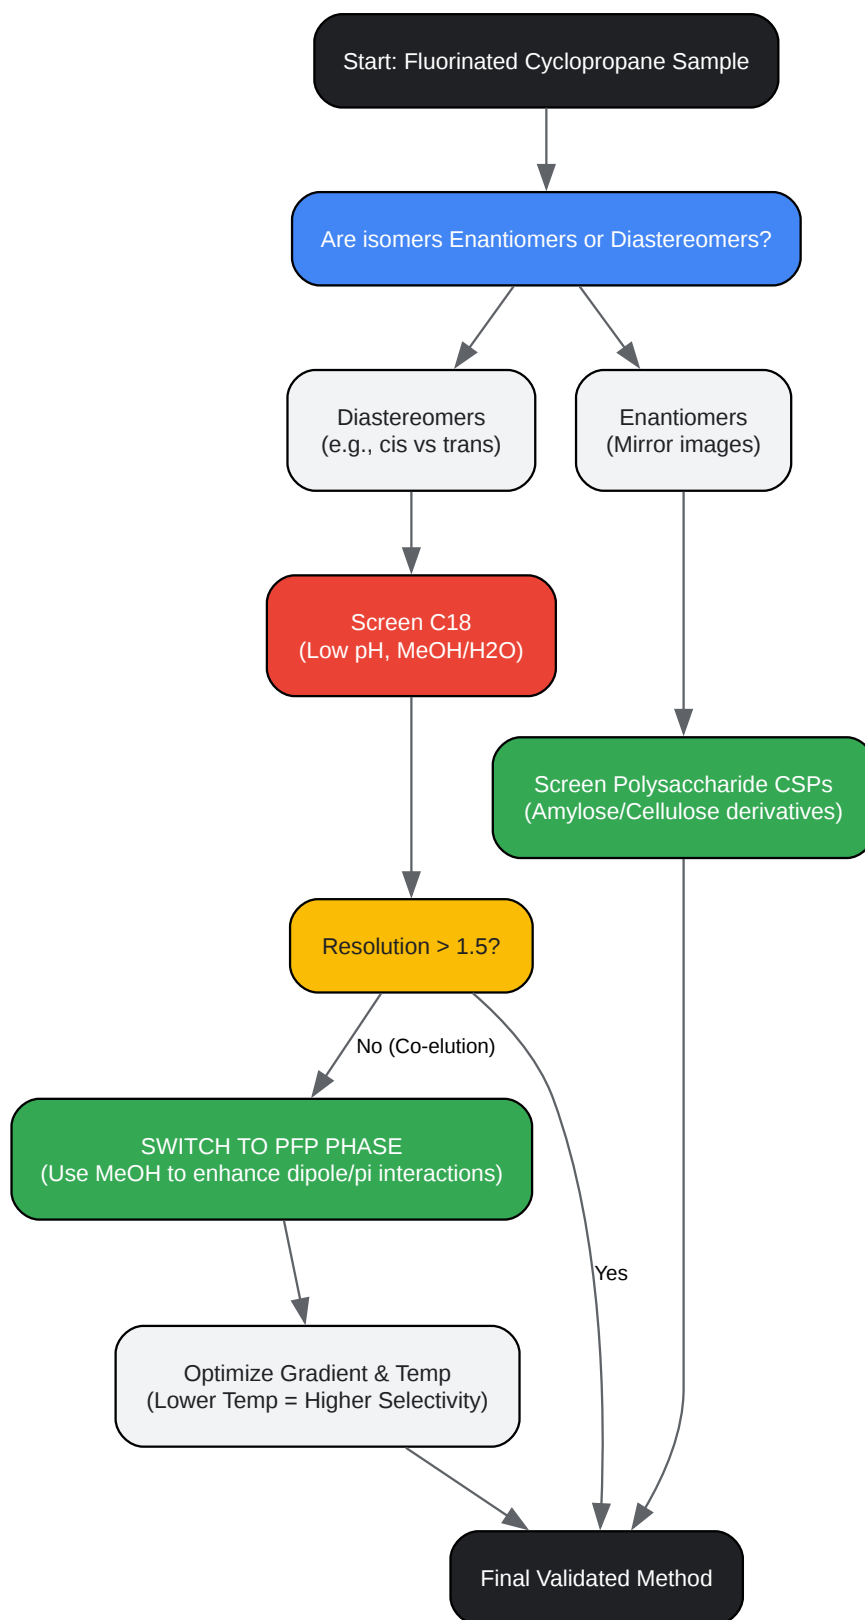 Start: Fluorinated Cyclopropane Sample
Are isomers Enantiomers or Diastereomers?
Diastereomers
(e.g., cis vs trans)
Enantiomers
(Mirror images)
Screen C18
(Low pH, MeOH/H2O)
Screen Polysaccharide CSPs
(Amylose/Cellulose derivatives)
Resolution > 1.5?
No (Co-elution)
SWITCH TO PFP PHASE
(Use MeOH to enhance dipole/pi interactions)
Yes
Optimize Gradient & Temp
(Lower Temp = Higher Selectivity)
Final Validated Method